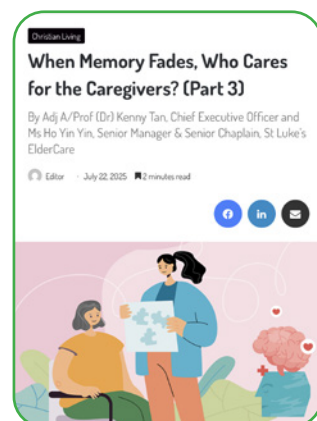 Christian Living
When Memory Fades, Who Cares
for the Caregivers? (Part 3)
By Adj A/Prof (Dr) Kenny Tan, Chief Executive Officer and
Ms Ho Yin Yin, Senior Manager & Senior Chaplain, St Luke's
ElderCare
Editor · July 22, 2025 2 minutes read